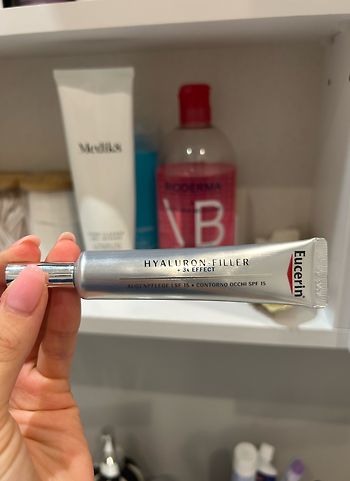 Medik8
BIODERMA
B
HYALURON-FILLER
+ 3x EFFECT
AUGENPFLEGE LSF 15 • CONTORNO OCCHI SPF 15
Eucerin